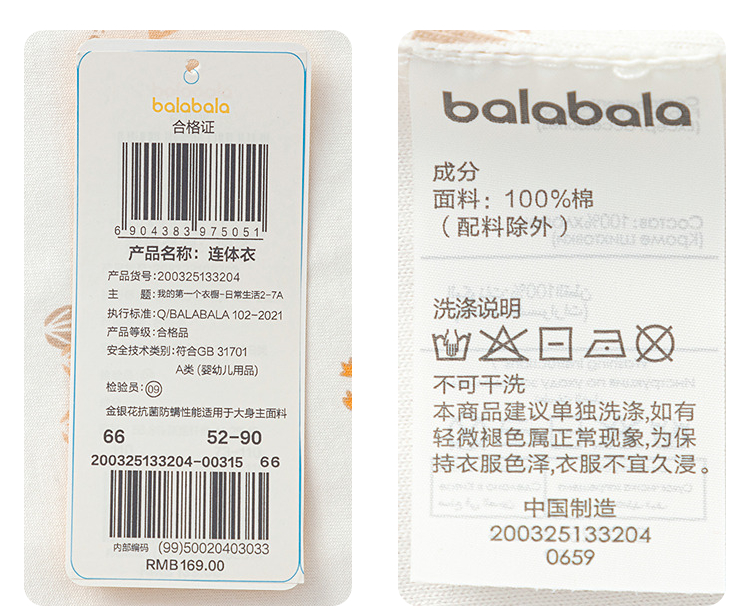 balabala
合格证
6 904383 975051
产品名称：连体衣
产品货号：200325133204
主 题：我的第一个衣橱-日常生活2-7A
执行标准：Q/BALABALA 102-2021
产品等级：合格品
安全技术类别：符合GB 31701
A类 (婴幼儿用品)
检验员：09
金银花抗菌防螨性能适用于大身主面料
66 52-90
200325133204-00315 66
内部编码 (99)50020403033
RMB169.00
balabala
成分
面料：100%棉
（配料除外）
洗涤说明
不可干洗
本商品建议单独洗涤,如有
轻微褪色属正常现象,为保
持衣服色泽,衣服不宜久浸。
中国制造
200325133204
0659